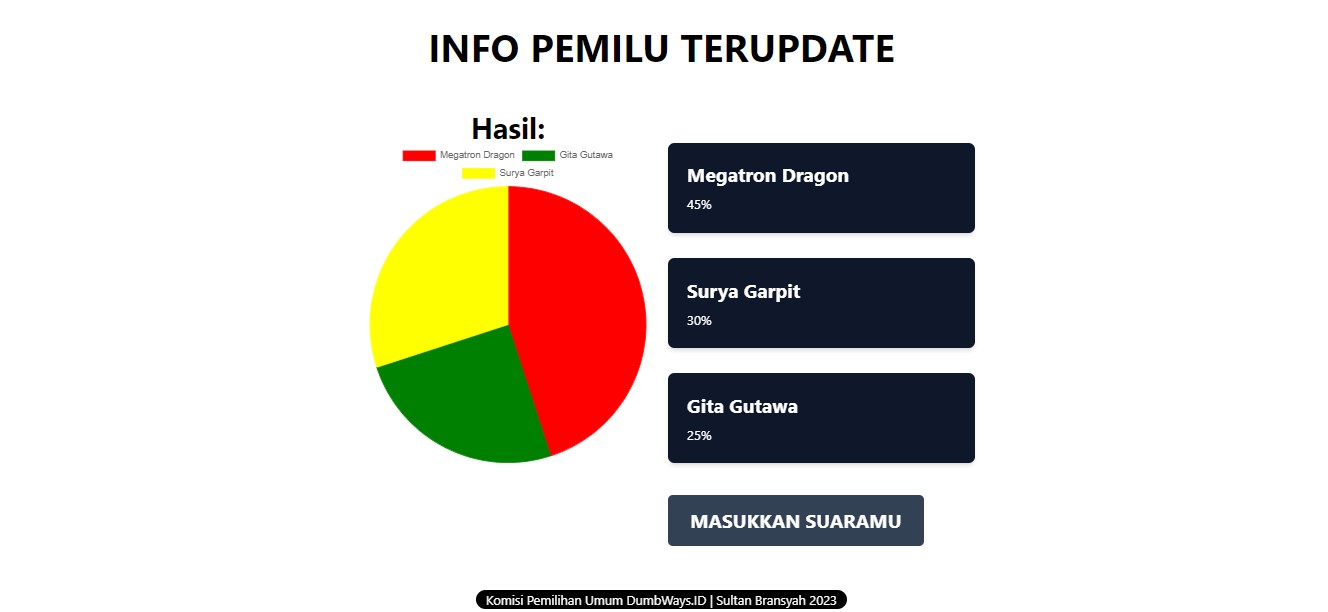 INFO PEMILU TERUPDATE
Hasil:
Megatron Dragon Gita Gutawa
Surya Garpit
Megatron Dragon
45%
Surya Garpit
30%
Gita Gutawa
25%
MASUKKAN SUARAMU
Komisi Pemilihan Umum DumbWays.ID | Sultan Bransyah 2023